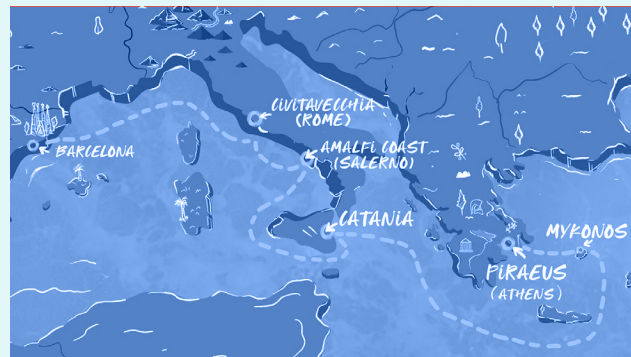 CIVITAVECCHIA
(ROME)
BARCELONA
AMALFI COAST
(SALERNO)
CATANIA
MYKONOS
PIRAEUS
(ATHENS)